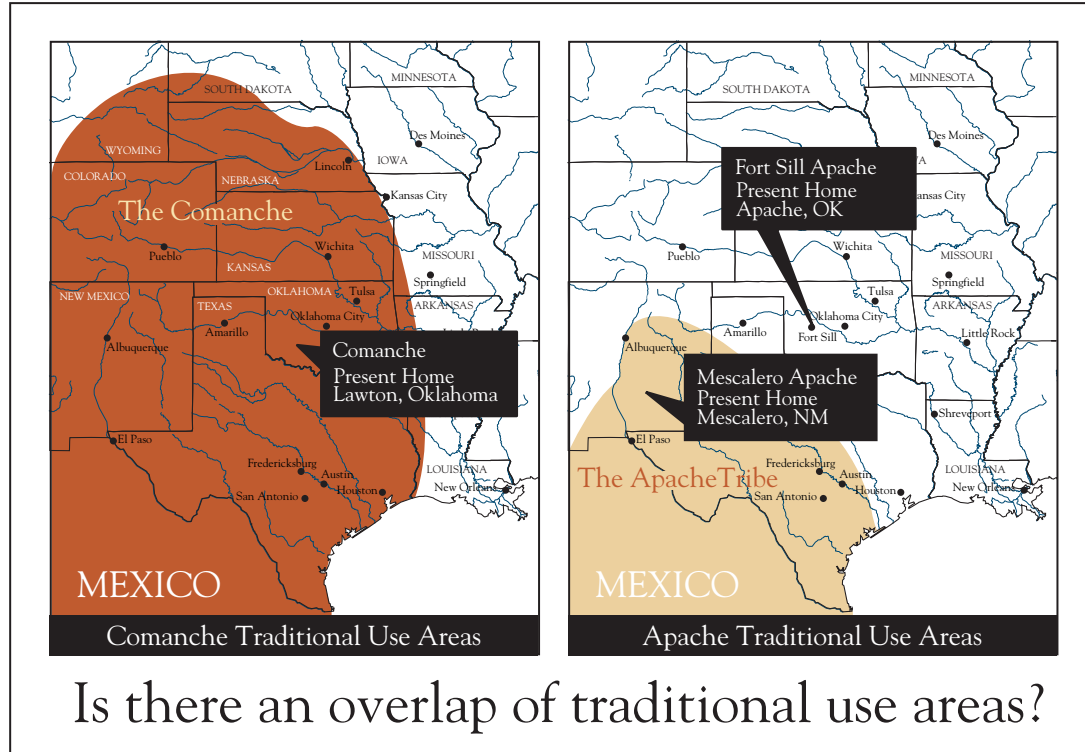 MINNESOTA
SOUTH DAKOTA
Des Moines
WYOMING
IOWA
Lincoln
COLORADO
NEBRASKA
Kansas City
The Comanche
Wichita
Pueblo
MISSOURI
KANSAS
Springfield
NEW MEXICO
OKLAHOMA
Tulsa
TEXAS
ARKANSAS
Oklahoma City
Amarillo
Albuquerque
Comanche
Present Home
Lawton, Oklahoma
El Paso
Fredericksburg
Austin
LOUISIANA
San Antonio
Houston
New Orleans
MEXICO
Comanche Traditional Use Areas
MINNESOTA
SOUTH DAKOTA
Des Moines
Fort Sill Apache
Present Home
Apache, OK
Kansas City
Wichita
Pueblo
MISSOURI
Springfield
Tulsa
ARKANSAS
Oklahoma City
Amarillo
Fort Sill
Little Rock
Albuquerque
Mescalero Apache
Present Home
Mescalero, NM
Shreveport
El Paso
Fredericksburg
The ApacheTribe
Austin
LOUISIANA
San Antonio
Houston
New Orleans
MEXICO
Apache Traditional Use Areas
Is there an overlap of traditional use areas?